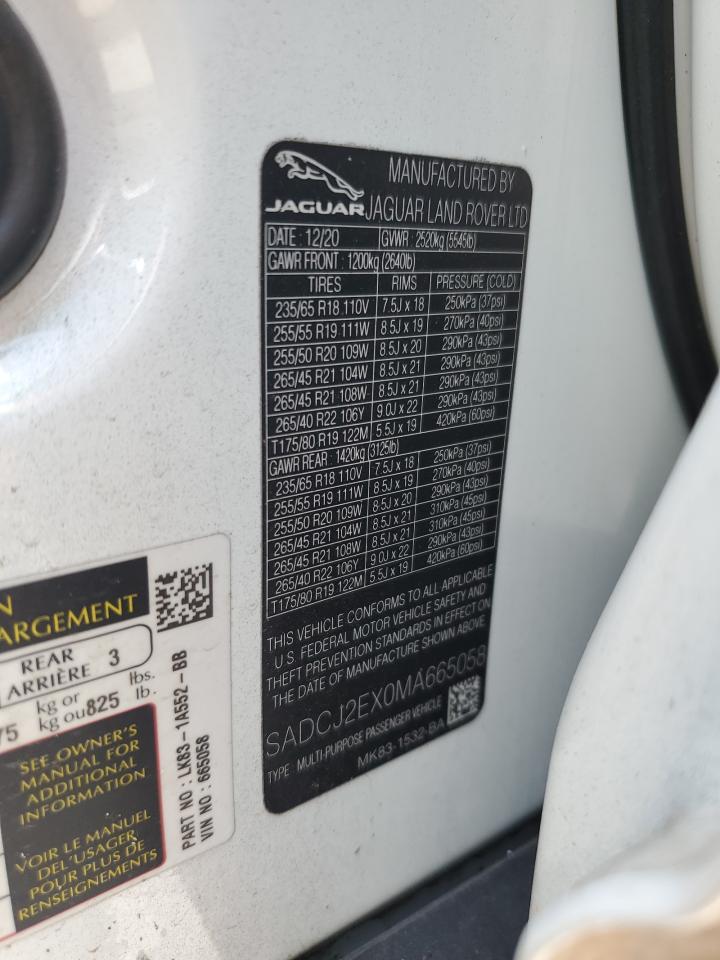 JAGUAR
MANUFACTURED BY
JAGUAR LAND ROVER LTD
DATE : 12/20 GVWR : 2520kg (5545lb)
GAWR FRONT : 1200kg (2640lb)
TIRES RIMS PRESSURE (COLD)
235/65 R18 110V 7.5J x 18 250kPa (37psi)
255/55 R19 111W 8.5J x 19 270kPa (40psi)
255/50 R20 109W 8.5J x 20 290kPa (43psi)
265/45 R21 104W 8.5J x 21 290kPa (43psi)
265/45 R21 108W 8.5J x 21 290kPa (43psi)
265/40 R22 106Y 9.0J x 22 290kPa (43psi)
T175/80 R19 122M 5.5J x 19 420kPa (60psi)
GAWR REAR : 1420kg (3125lb)
235/65 R18 110V 7.5J x 18 250kPa (37psi)
255/55 R19 111W 8.5J x 19 270kPa (40psi)
255/50 R20 109W 8.5J x 20 290kPa (43psi)
265/45 R21 104W 8.5J x 21 310kPa (45psi)
265/45 R21 108W 8.5J x 21 310kPa (45psi)
265/40 R22 106Y 9.0J x 22 290kPa (43psi)
T175/80 R19 122M 5.5J x 19 420kPa (60psi)
THIS VEHICLE CONFORMS TO ALL APPLICABLE
U.S. FEDERAL MOTOR VEHICLE SAFETY AND
THEFT PREVENTION STANDARDS IN EFFECT ON
THE DATE OF MANUFACTURE SHOWN ABOVE.
SADCJ2EX0MA665058
TYPE : MULTI-PURPOSE PASSENGER VEHICLE
MK83-1532-BA
N
ARGEMENT
REAR
ARRIÈRE 3
75 kg or
kg ou 825 lbs.
lb.
SEE OWNER'S
MANUAL FOR
ADDITIONAL
INFORMATION
VOIR LE MANUEL
DEL'USAGER
POUR PLUS DE
RENSEIGNEMENTS
PART NO : LK83-1A552-BB
VIN NO : 665058